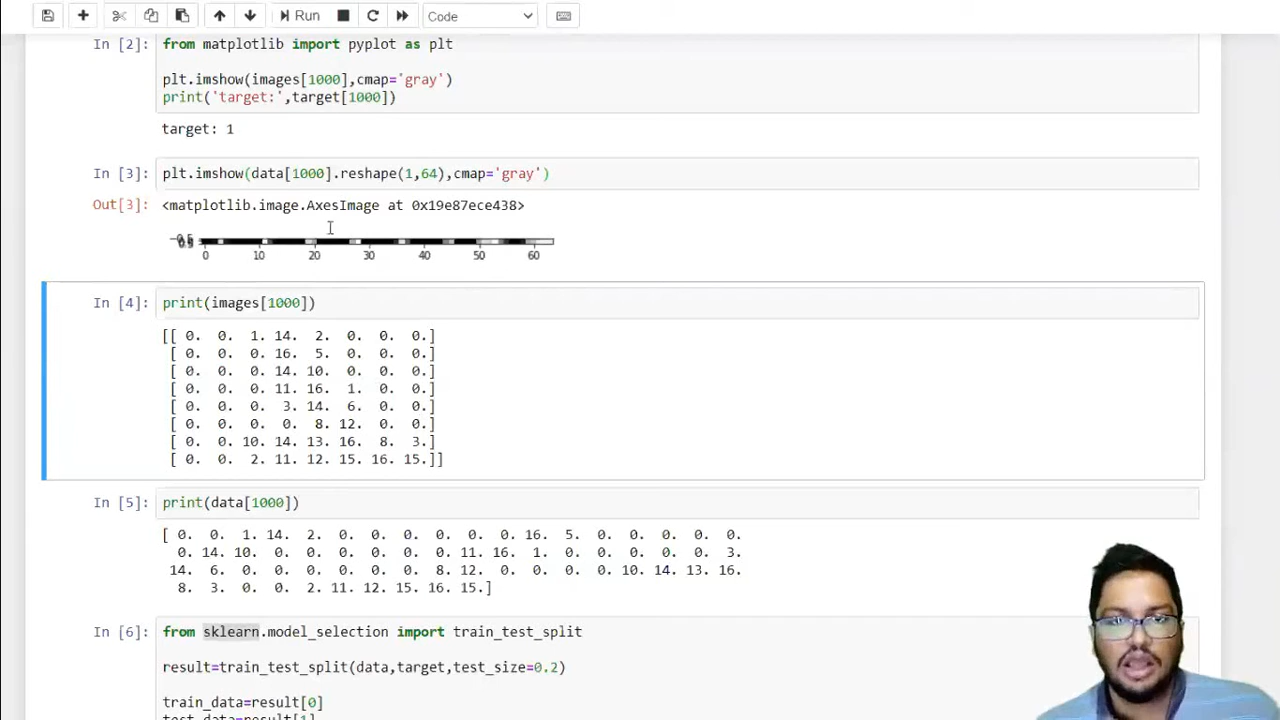 Run Code
In [2]: from matplotlib import pyplot as plt
plt.imshow(images[1000],cmap='gray')
print('target:',target[1000])
target: 1
In [3]: plt.imshow(data[1000].reshape(1,64),cmap='gray')
Out[3]: <matplotlib.image.AxesImage at 0x19e87ece438>
0 10 20 30 40 50 60
In [4]: print(images[1000])
[[ 0. 0. 1. 14. 2. 0. 0. 0.]
[ 0. 0. 0. 16. 5. 0. 0. 0.]
[ 0. 0. 0. 14. 10. 0. 0. 0.]
[ 0. 0. 0. 11. 16. 1. 0. 0.]
[ 0. 0. 0. 3. 14. 6. 0. 0.]
[ 0. 0. 0. 0. 8. 12. 0. 0.]
[ 0. 0. 10. 14. 13. 16. 8. 3.]
[ 0. 0. 2. 11. 12. 15. 16. 15.]]
In [5]: print(data[1000])
[ 0. 0. 1. 14. 2. 0. 0. 0. 0. 0. 0. 16. 5. 0. 0. 0. 0. 0.
0. 14. 10. 0. 0. 0. 0. 0. 0. 11. 16. 1. 0. 0. 0. 0. 0. 3.
14. 6. 0. 0. 0. 0. 0. 0. 8. 12. 0. 0. 0. 0. 10. 14. 13. 16.
8. 3. 0. 0. 2. 11. 12. 15. 16. 15.]
In [6]: from sklearn.model_selection import train_test_split
result=train_test_split(data,target,test_size=0.2)
train_data=result[0]
test_data=result[1]